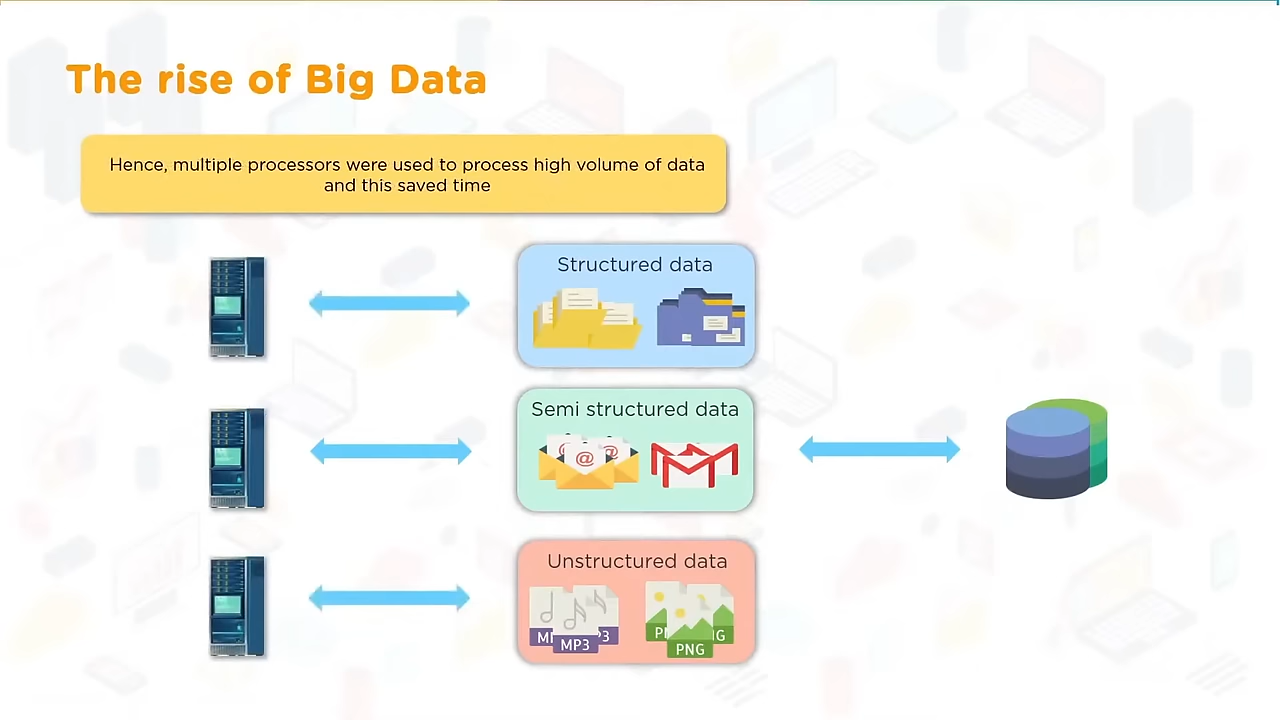 The rise of Big Data
Hence, multiple processors were used to process high volume of data
and this saved time
Structured data
Semi structured data
@
Unstructured data
MP3
PNG